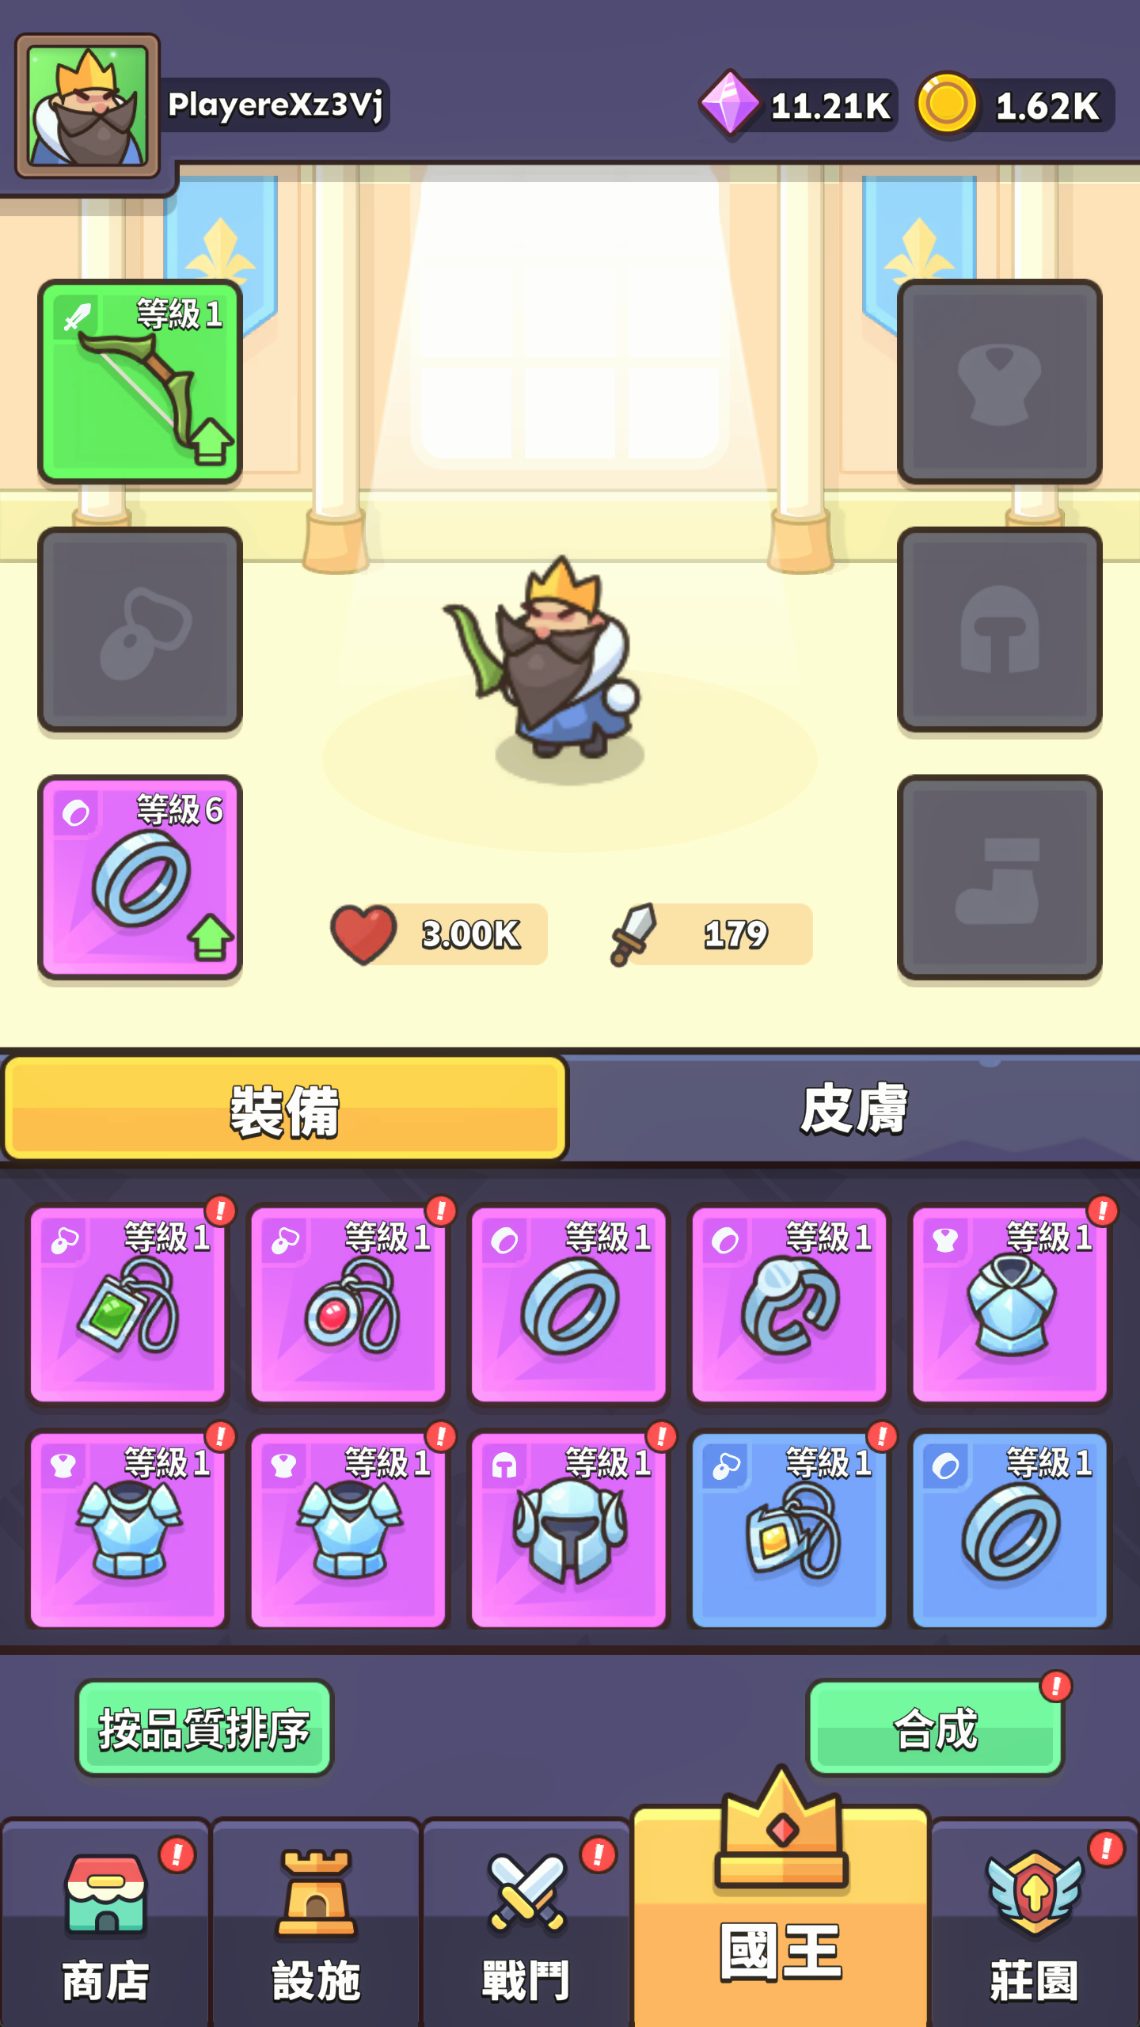 PlayereXz3Vj
11.21K
1.62K
等級1
等級6
3.00K
179
裝備
皮膚
等級1
等級1
等級1
等級1
等級1
等級1
等級1
等級1
等級1
等級1
按品質排序
合成
商店
設施
戰鬥
國王
莊園